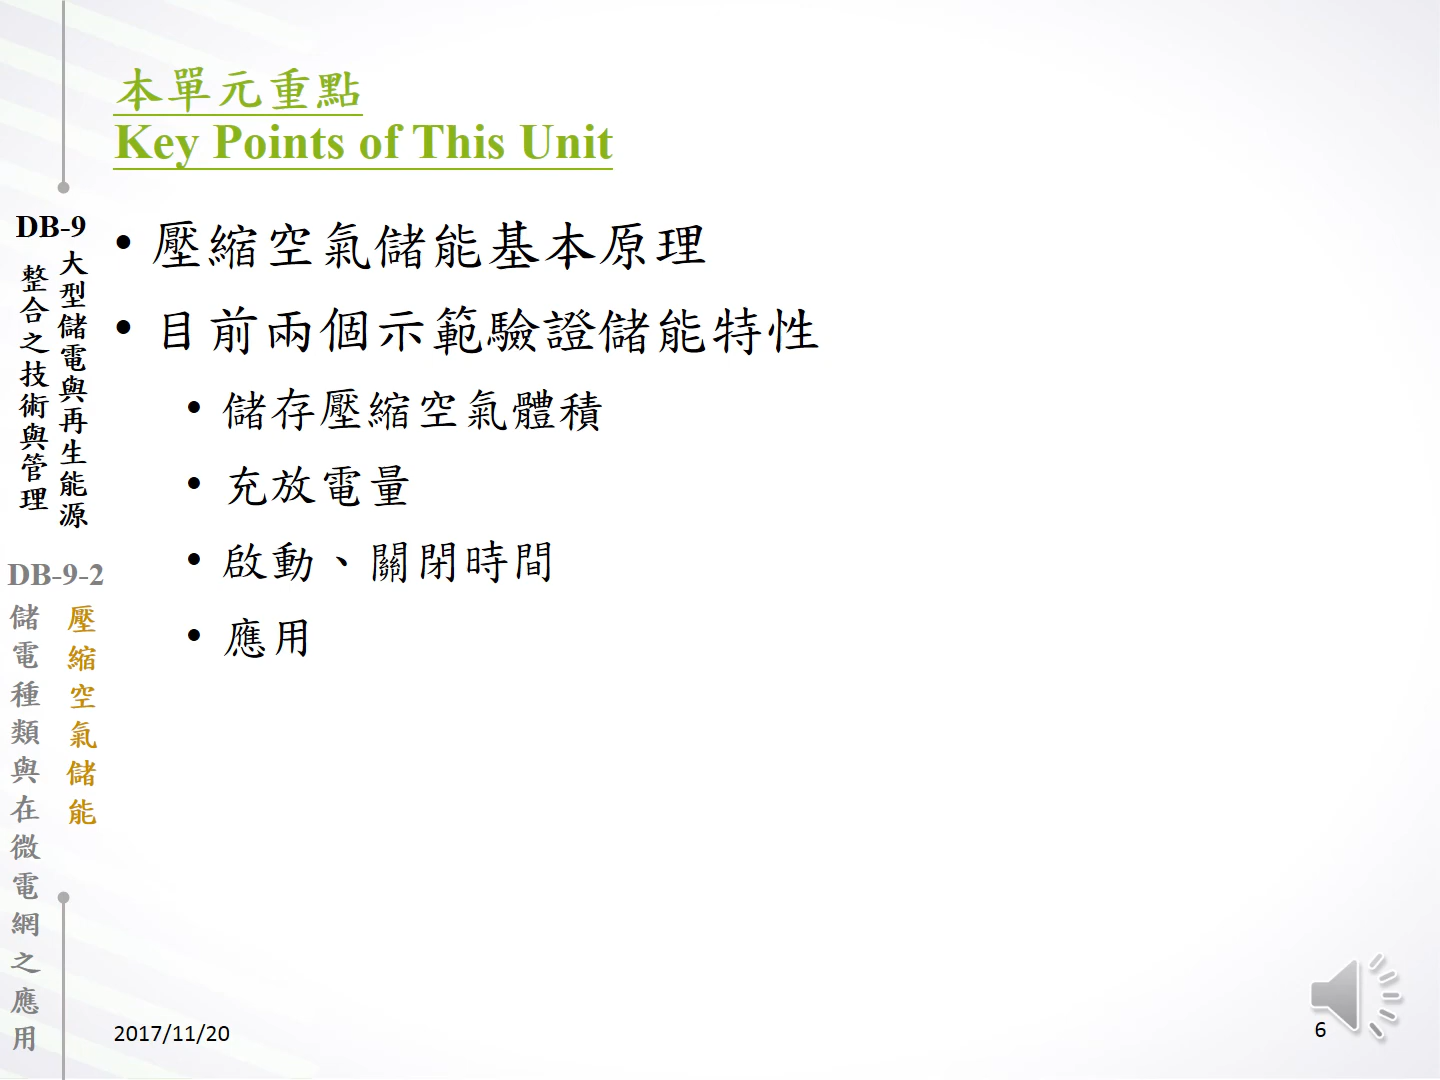 本單元重點
Key Points of This Unit
DB-9
大型儲電與再生能源
整合之技術與管理
DB-9-2
儲電種類與在微電網之應用
壓縮空氣儲能
• 壓縮空氣儲能基本原理
• 目前兩個示範驗證儲能特性
• 儲存壓縮空氣體積
• 充放電量
• 啟動、關閉時間
• 應用
2017/11/20
6